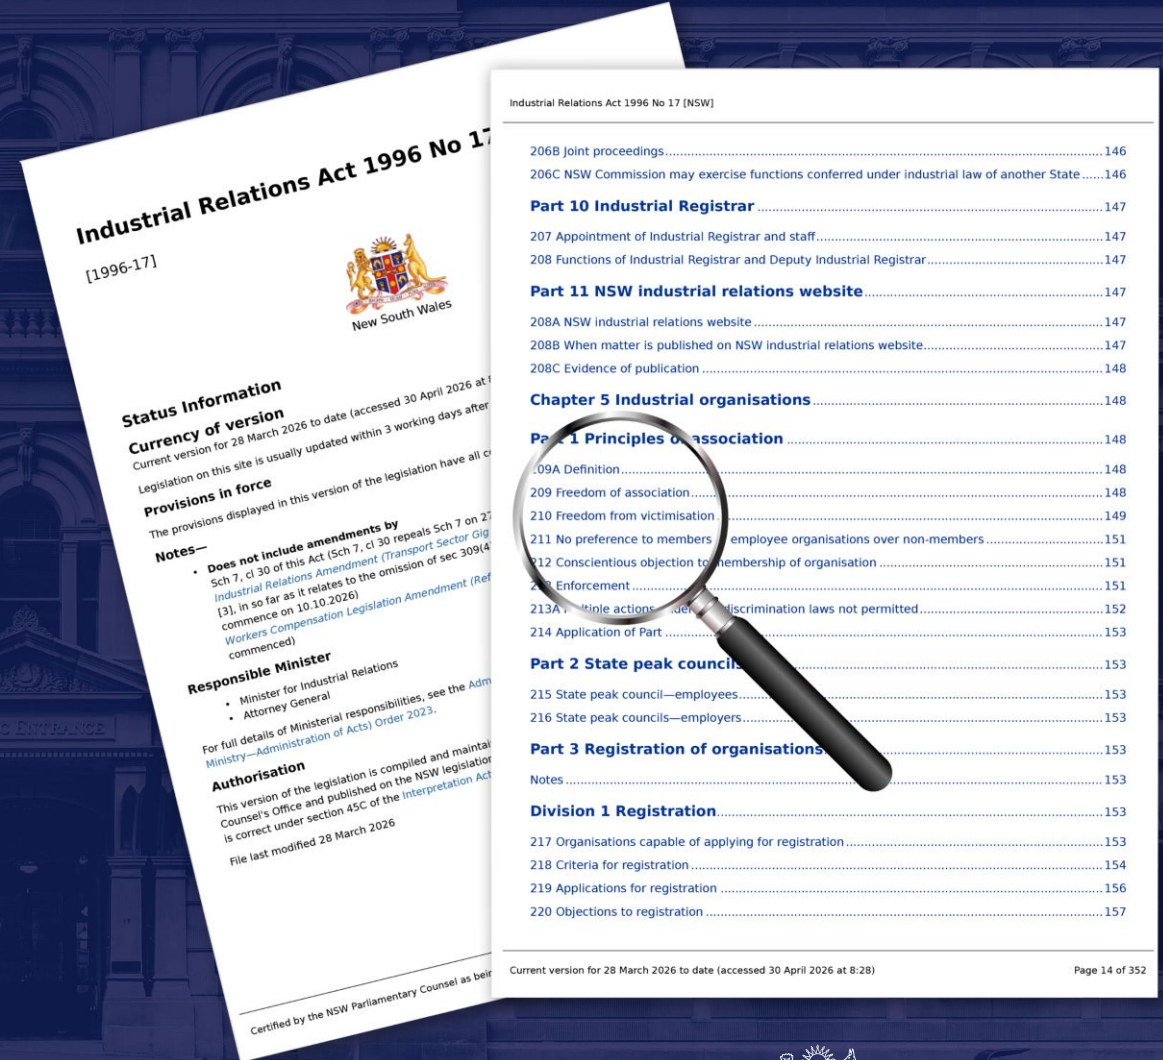 Industrial Relations Act 1996 No 17
[1996-17]
New South Wales
Status Information
Currency of version
Current version for 28 March 2026 to date (accessed 30 April 2026 at
Legislation on this site is usually updated within 3 working days after
Provisions in force
The provisions displayed in this version of the legislation have all
Notes—
• Does not include amendments by
Sch 7, cl 30 of this Act (Sch 7, cl 30 repeals Sch 7 on
Industrial Relations Amendment (Transport Sector Gig
[3], in so far as it relates to the omission of sec
commence on 10.10.2026)
Workers Compensation Legislation Amendment
commenced)
Responsible Minister
• Minister for Industrial Relations
• Attorney General
For full details of Ministerial responsibilities, see the
Ministry—Administration of Acts) Order 2023.
Authorisation
This version of the legislation is compiled and
Counsel's Office and published on the NSW
is correct under section 45C of the Interpretation Act
File last modified 28 March 2026
Certified by the NSW Parliamentary Counsel as
Industrial Relations Act 1996 No 17 [NSW]
206B Joint proceedings 146
206C NSW Commission may exercise functions conferred under industrial law of another State 146
Part 10 Industrial Registrar 147
207 Appointment of Industrial Registrar and staff 147
208 Functions of Industrial Registrar and Deputy Industrial Registrar 147
Part 11 NSW industrial relations website 147
208A NSW industrial relations website 147
208B When matter is published on NSW industrial relations website 147
208C Evidence of publication 148
Chapter 5 Industrial organisations 148
Part 1 Principles of association 148
209A Definition 148
209 Freedom of association 148
210 Freedom from victimisation 149
211 No preference to members employee organisations over non-members 151
212 Conscientious objection to membership of organisation 151
213 Enforcement 151
213A Multiple actions discrimination laws not permitted 152
214 Application of Part 153
Part 2 State peak councils 153
215 State peak council—employees 153
216 State peak councils—employers 153
Part 3 Registration of organisations 153
Notes 153
Division 1 Registration 153
217 Organisations capable of applying for registration 153
218 Criteria for registration 154
219 Applications for registration 156
220 Objections to registration 157
Current version for 28 March 2026 to date (accessed 30 April 2026 at 8:28)
Page 14 of 352
ENTRANCE